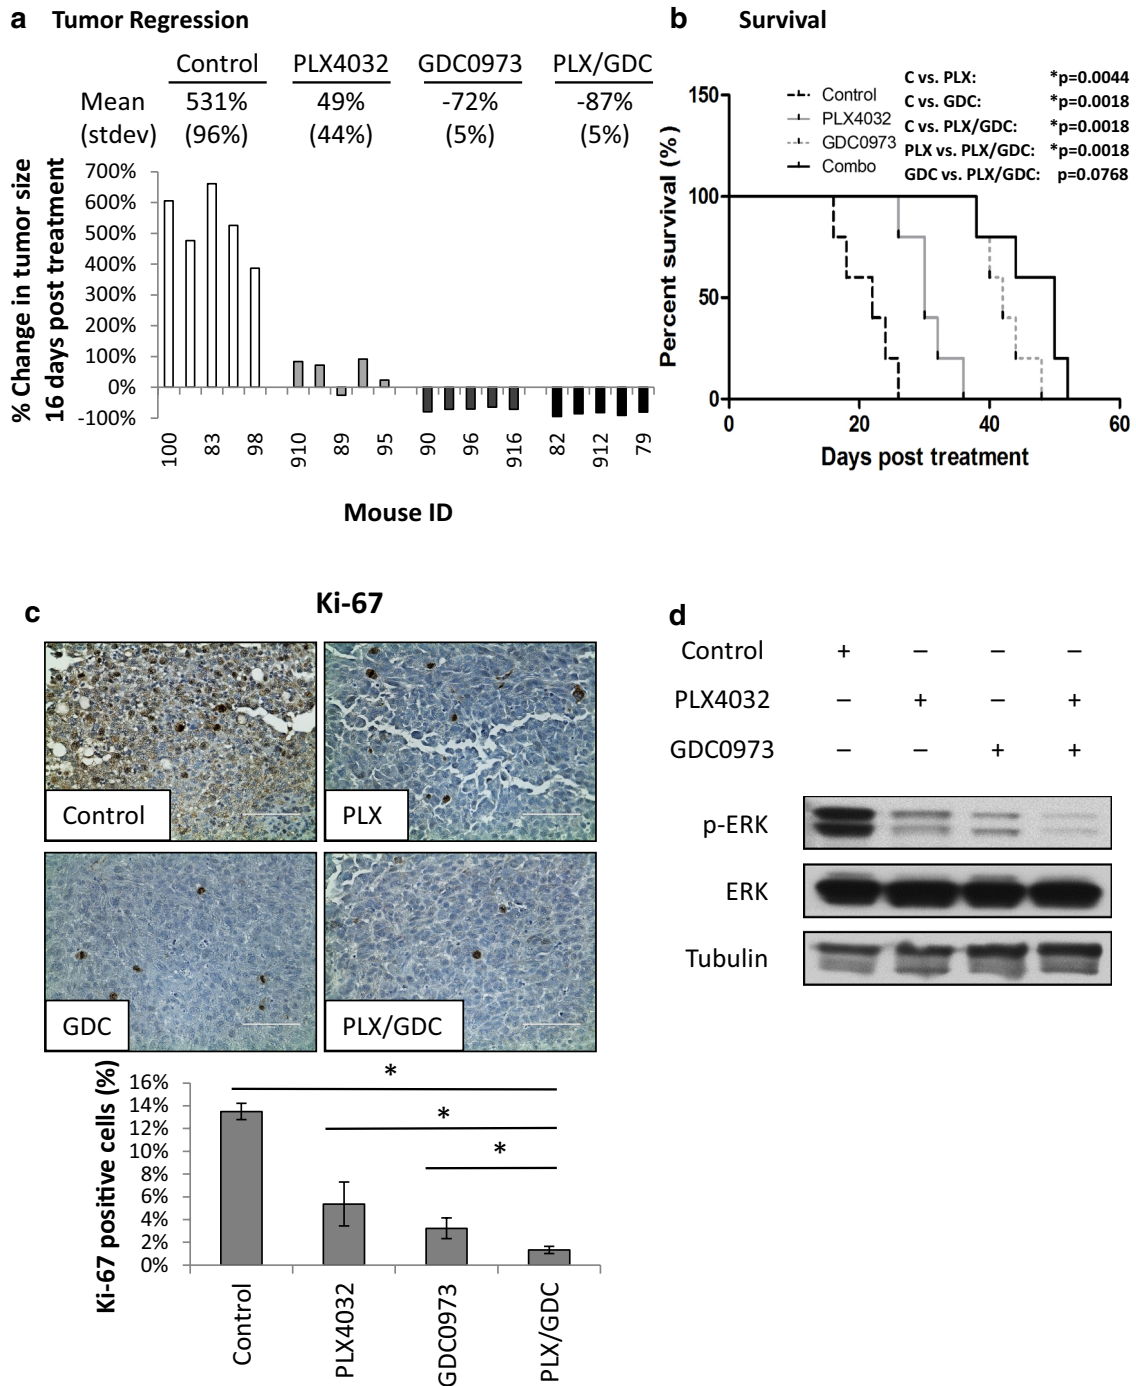 a Tumor Regression
Control PLX4032 GDC0973 PLX/GDC
Mean 531% 49% -72% -87%
(stdev) (96%) (44%) (5%) (5%)
% Change in tumor size
16 days post treatment
700%
600%
500%
400%
300%
200%
100%
0%
-100%
100 83 98 910 89 95 90 96 916 82 912 79
Mouse ID
b Survival
C vs. PLX: *p=0.0044
C vs. GDC: *p=0.0018
C vs. PLX/GDC: *p=0.0018
PLX vs. PLX/GDC: *p=0.0018
GDC vs. PLX/GDC: p=0.0768
Control
PLX4032
GDC0973
Combo
Percent survival (%)
150
100
50
0
0 20 40 60
Days post treatment
c Ki-67
Control PLX
GDC PLX/GDC
Ki-67 positive cells (%)
16%
14%
12%
10%
8%
6%
4%
2%
0%
*
*
*
Control PLX4032 GDC0973 PLX/GDC
d
Control + – – –
PLX4032 – + – +
GDC0973 – – + +
p-ERK
ERK
Tubulin